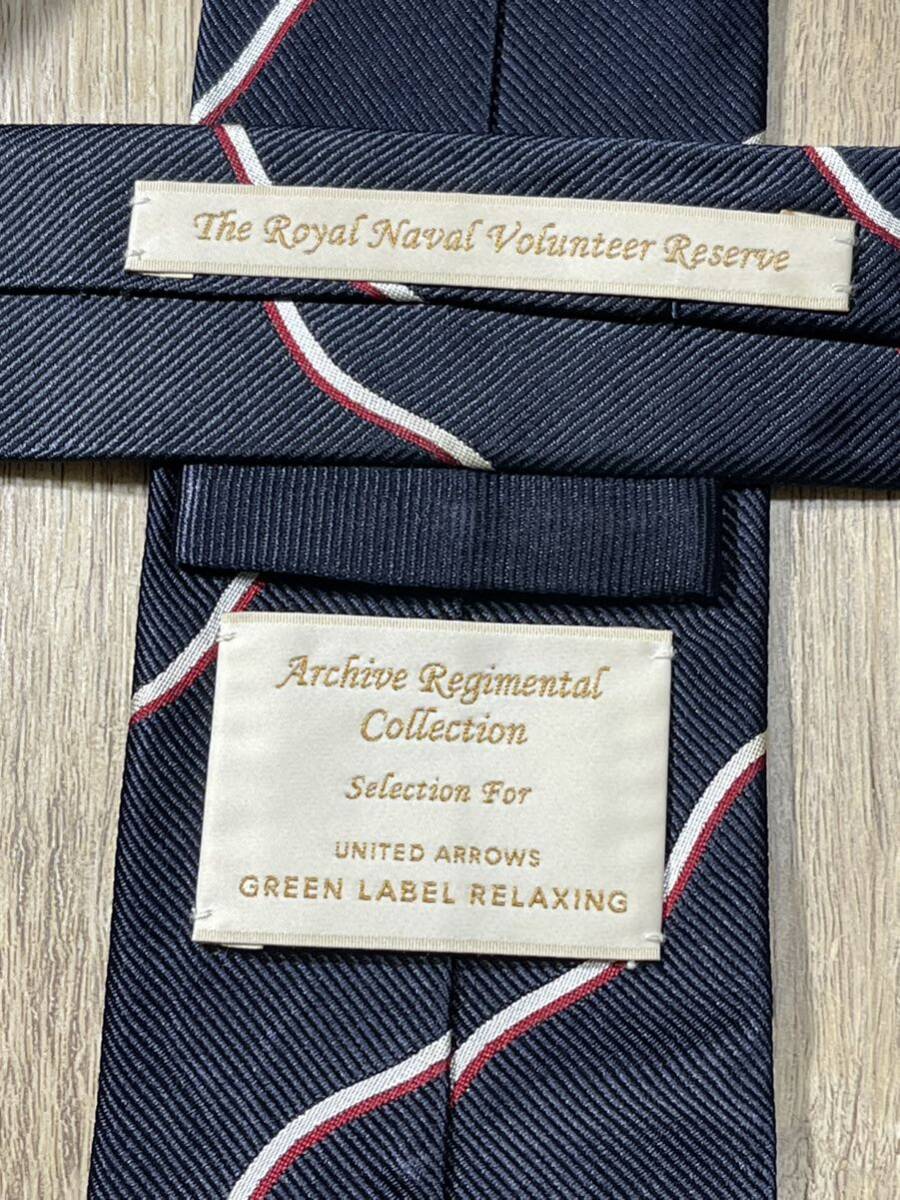 The Royal Naval Volunteer Reserve
Archive Regimental
Collection
Selection For
UNITED ARROWS
GREEN LABEL RELAXING